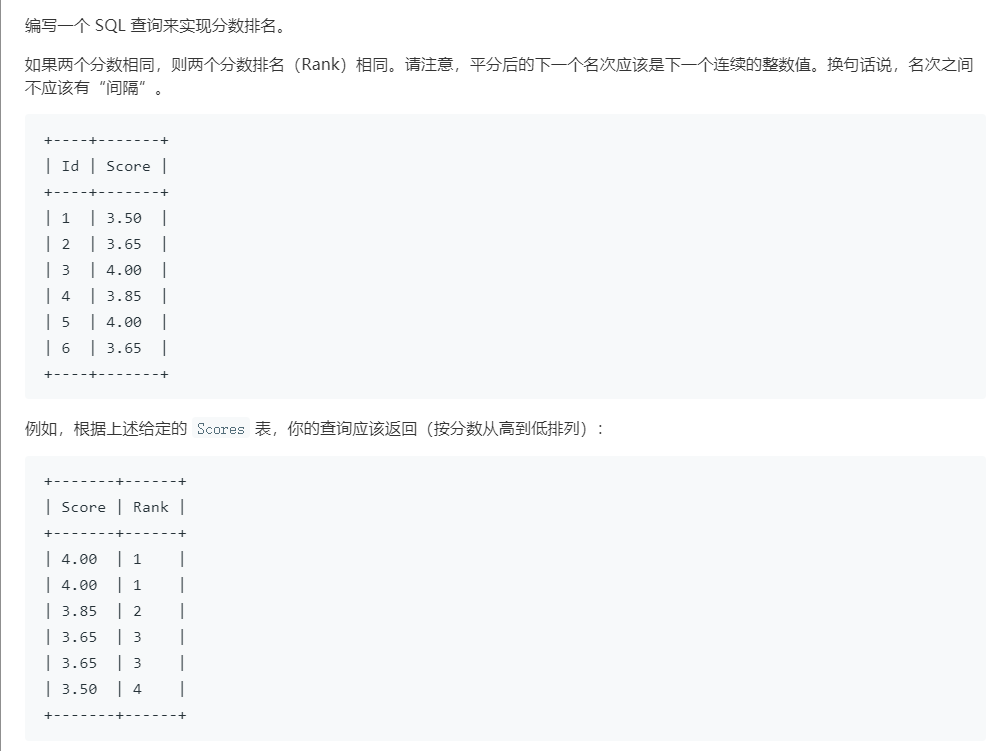 编写一个 SQL 查询来实现分数排名。
如果两个分数相同，则两个分数排名（Rank）相同。请注意，平分后的下一个名次应该是下一个连续的整数值。换句话说，名次之间
不应该有“间隔”。
+----+-------+
| Id | Score |
+----+-------+
| 1  | 3.50  |
| 2  | 3.65  |
| 3  | 4.00  |
| 4  | 3.85  |
| 5  | 4.00  |
| 6  | 3.65  |
+----+-------+
例如，根据上述给定的 Scores 表，你的查询应该返回（按分数从高到低排列）：
+-------+------+
| Score | Rank |
+-------+------+
| 4.00  | 1    |
| 4.00  | 1    |
| 3.85  | 2    |
| 3.65  | 3    |
| 3.65  | 3    |
| 3.50  | 4    |
+-------+------+